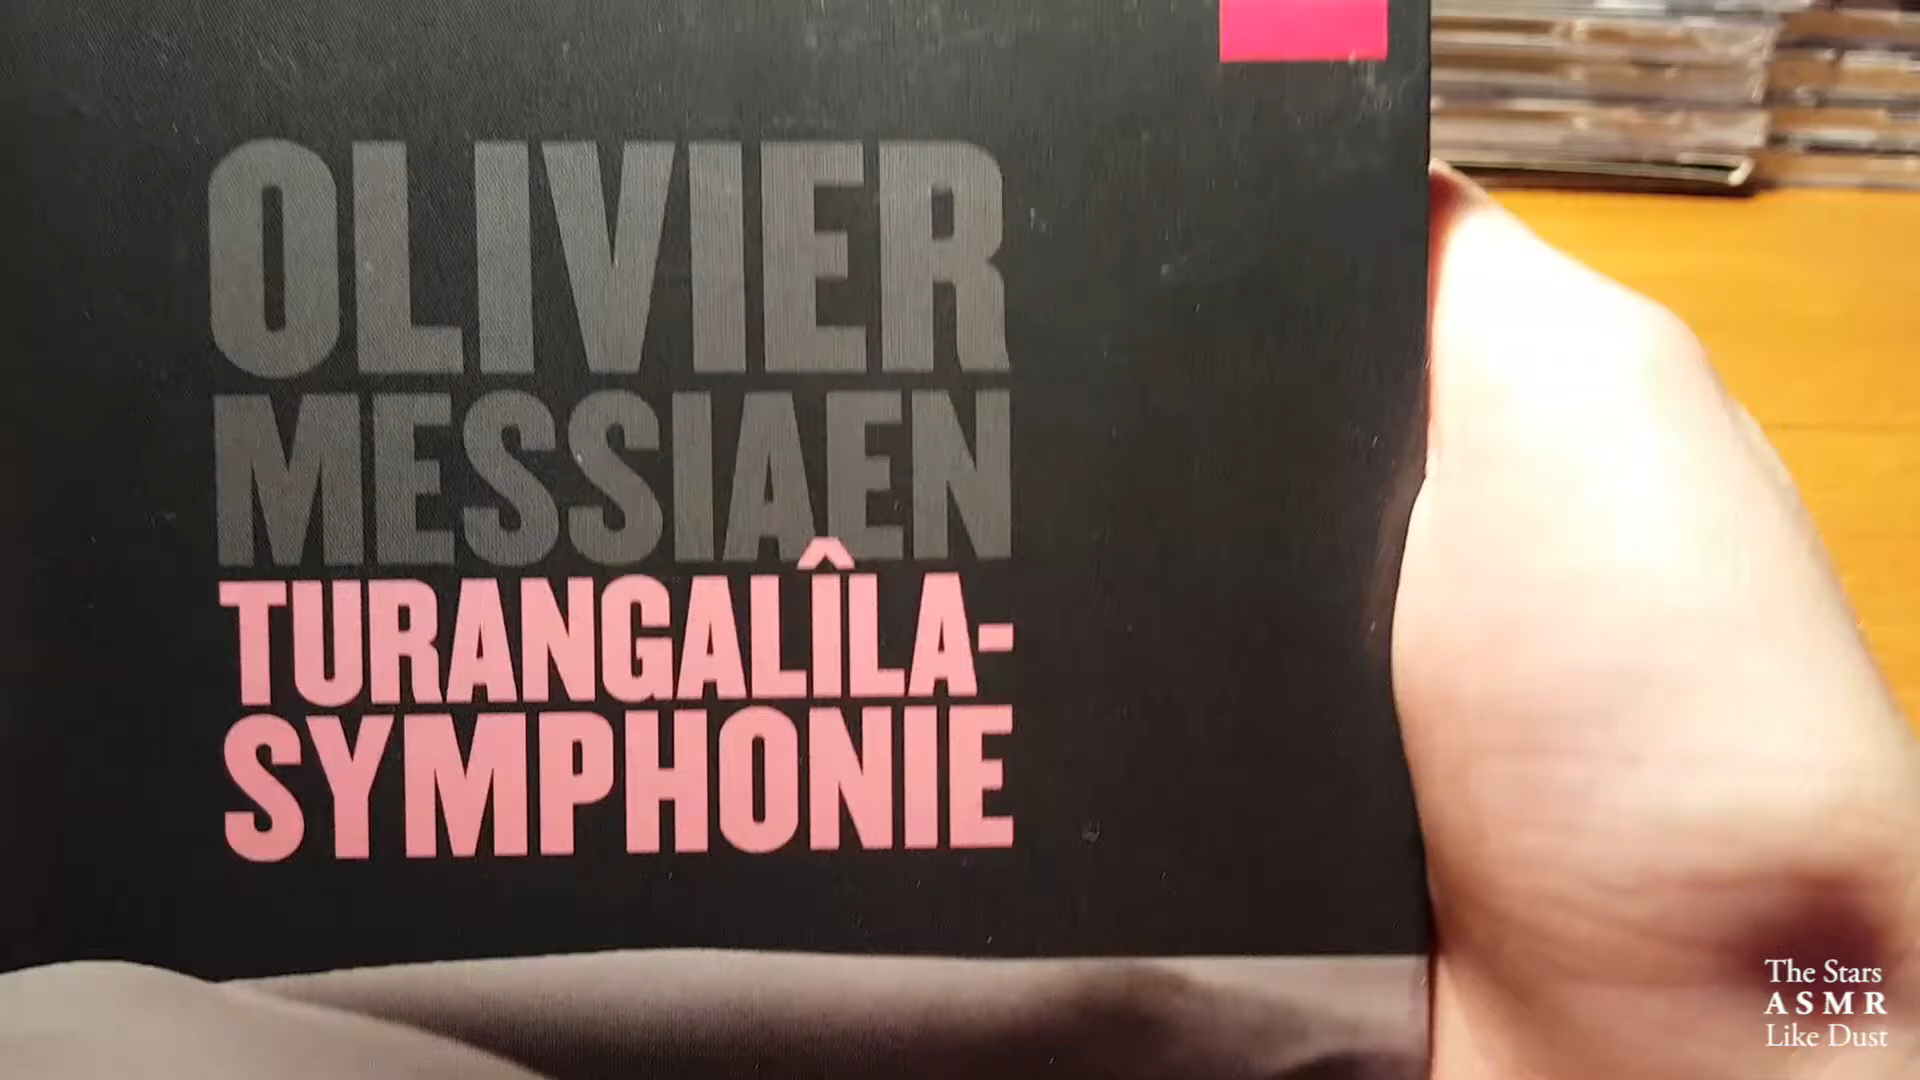 OLIVIER
MESSIAEN
TURANGALÎLA-
SYMPHONIE
The Stars
ASMR
Like Dust